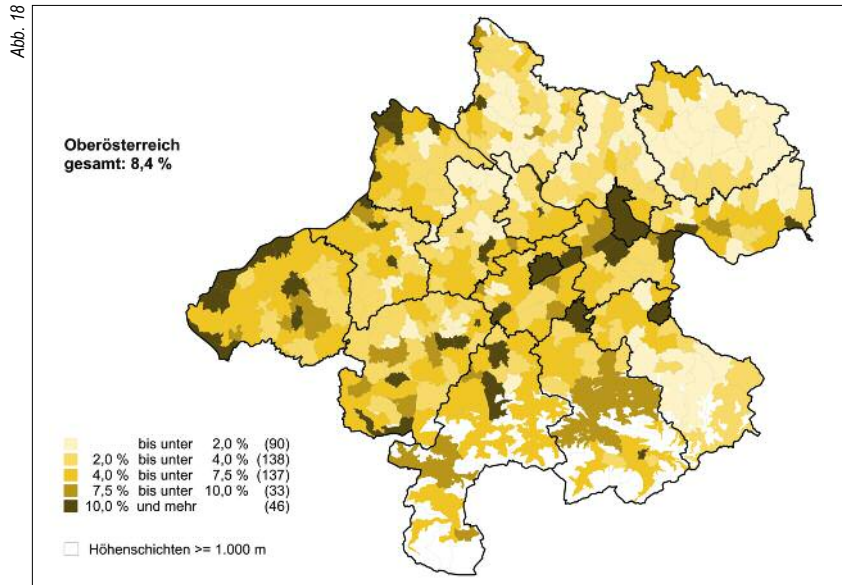 Abb. 18
Oberösterreich
gesamt: 8,4 %
bis unter 2,0 % (90)
2,0 % bis unter 4,0 % (138)
4,0 % bis unter 7,5 % (137)
7,5 % bis unter 10,0 % (33)
10,0 % und mehr (46)
Höhenschichten >= 1.000 m